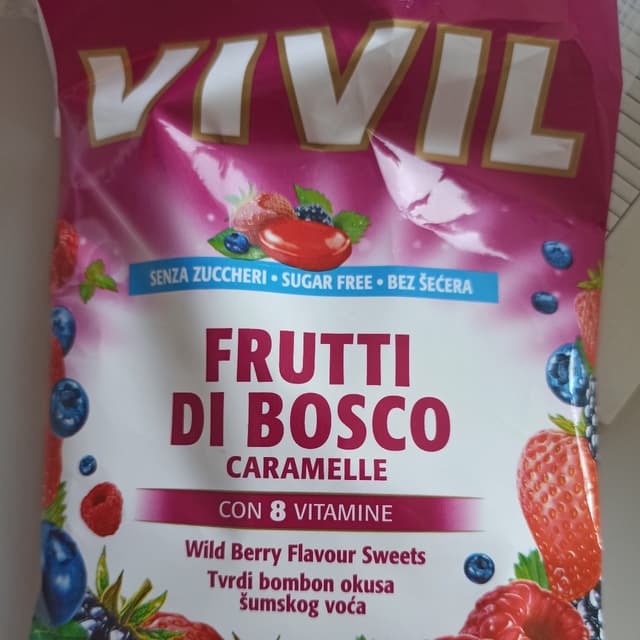 VIVIL
SENZA ZUCCHERI • SUGAR FREE • BEZ ŠEĆERA
FRUTTI
DI BOSCO
CARAMELLE
CON 8 VITAMINE
Wild Berry Flavour Sweets
Tvrdi bombon okusa
šumskog voća